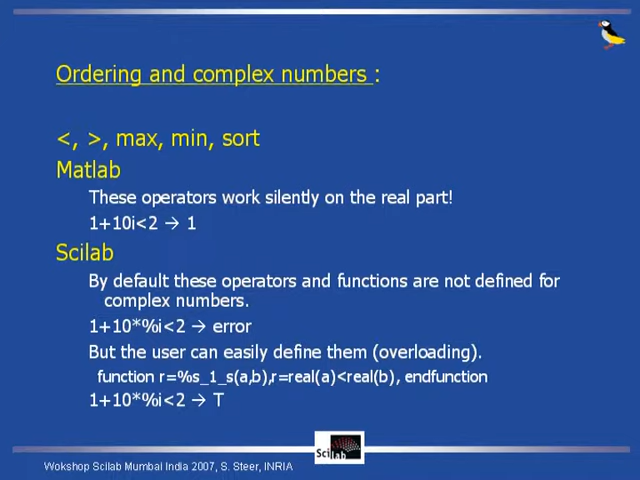 Ordering and complex numbers :
<, >, max, min, sort
Matlab
These operators work silently on the real part!
1+10i<2 → 1
Scilab
By default these operators and functions are not defined for
complex numbers.
1+10*%i<2 → error
But the user can easily define them (overloading).
function r=%s_1_s(a,b),r=real(a)<real(b), endfunction
1+10*%i<2 → T
Scilab
Wokshop Scilab Mumbai India 2007, S. Steer, INRIA